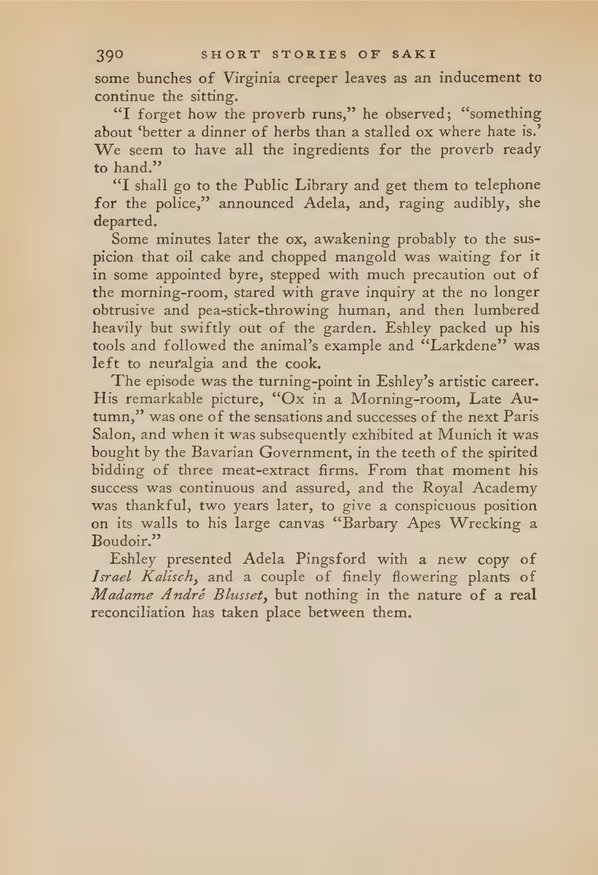 390 SHORT STORIES OF SAKI
some bunches of Virginia creeper leaves as an inducement to
continue the sitting.
“I forget how the proverb runs,” he observed; “something
about ‘better a dinner of herbs than a stalled ox where hate is.’
We seem to have all the ingredients for the proverb ready
to hand.”
“I shall go to the Public Library and get them to telephone
for the police,” announced Adela, and, raging audibly, she
departed.
Some minutes later the ox, awakening probably to the sus-
picion that oil cake and chopped mangold was waiting for it
in some appointed byre, stepped with much precaution out of
the morning-room, stared with grave inquiry at the no longer
obtrusive and pea-stick-throwing human, and then lumbered
heavily but swiftly out of the garden. Eshley packed up his
tools and followed the animal’s example and “Larkdene” was
left to neuralgia and the cook.
The episode was the turning-point in Eshley’s artistic career.
His remarkable picture, “Ox in a Morning-room, Late Au-
tumn,” was one of the sensations and successes of the next Paris
Salon, and when it was subsequently exhibited at Munich it was
bought by the Bavarian Government, in the teeth of the spirited
bidding of three meat-extract firms. From that moment his
success was continuous and assured, and the Royal Academy
was thankful, two years later, to give a conspicuous position
on its walls to his large canvas “Barbary Apes Wrecking a
Boudoir.”
Eshley presented Adela Pingsford with a new copy of
Israel Kalisch, and a couple of finely flowering plants of
Madame André Blusset, but nothing in the nature of a real
reconciliation has taken place between them.